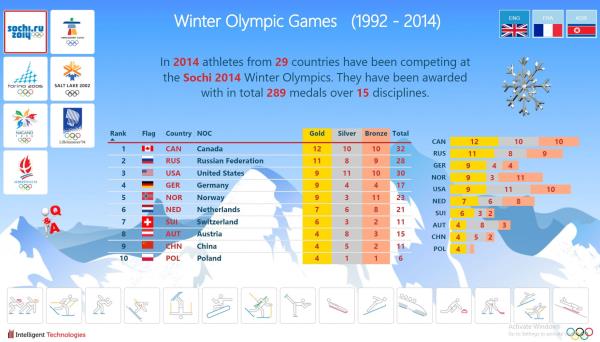 Winter Olympic Games (1992 - 2014)
ENG
FRA
KOR
sochi.ru
2014
torino 2006
SALT LAKE 2002
NAGANO
Lillehammer'94
In 2014 athletes from 29 countries have been competing at
the Sochi 2014 Winter Olympics. They have been awarded
with in total 289 medals over 15 disciplines.
Rank Flag Country NOC Gold Silver Bronze Total
1 CAN Canada 12 10 10 32
2 RUS Russian Federation 11 8 9 28
3 USA United States 9 11 10 30
4 GER Germany 9 4 4 17
5 NOR Norway 9 3 11 23
6 NED Netherlands 7 6 8 21
7 SUI Switzerland 6 3 2 11
8 AUT Austria 4 8 3 15
9 CHN China 4 5 2 11
10 POL Poland 4 1 1 6
CAN 12 10 10
RUS 11 8 9
GER 9 4 4
NOR 9 3 11
USA 9 11 10
NED 7 6 8
SUI 6 3 2
AUT 4 8 3
CHN 4 5 2
POL 4
Q
&
A
Intelligent Technologies
Activate Windows
Go to Settings to activate